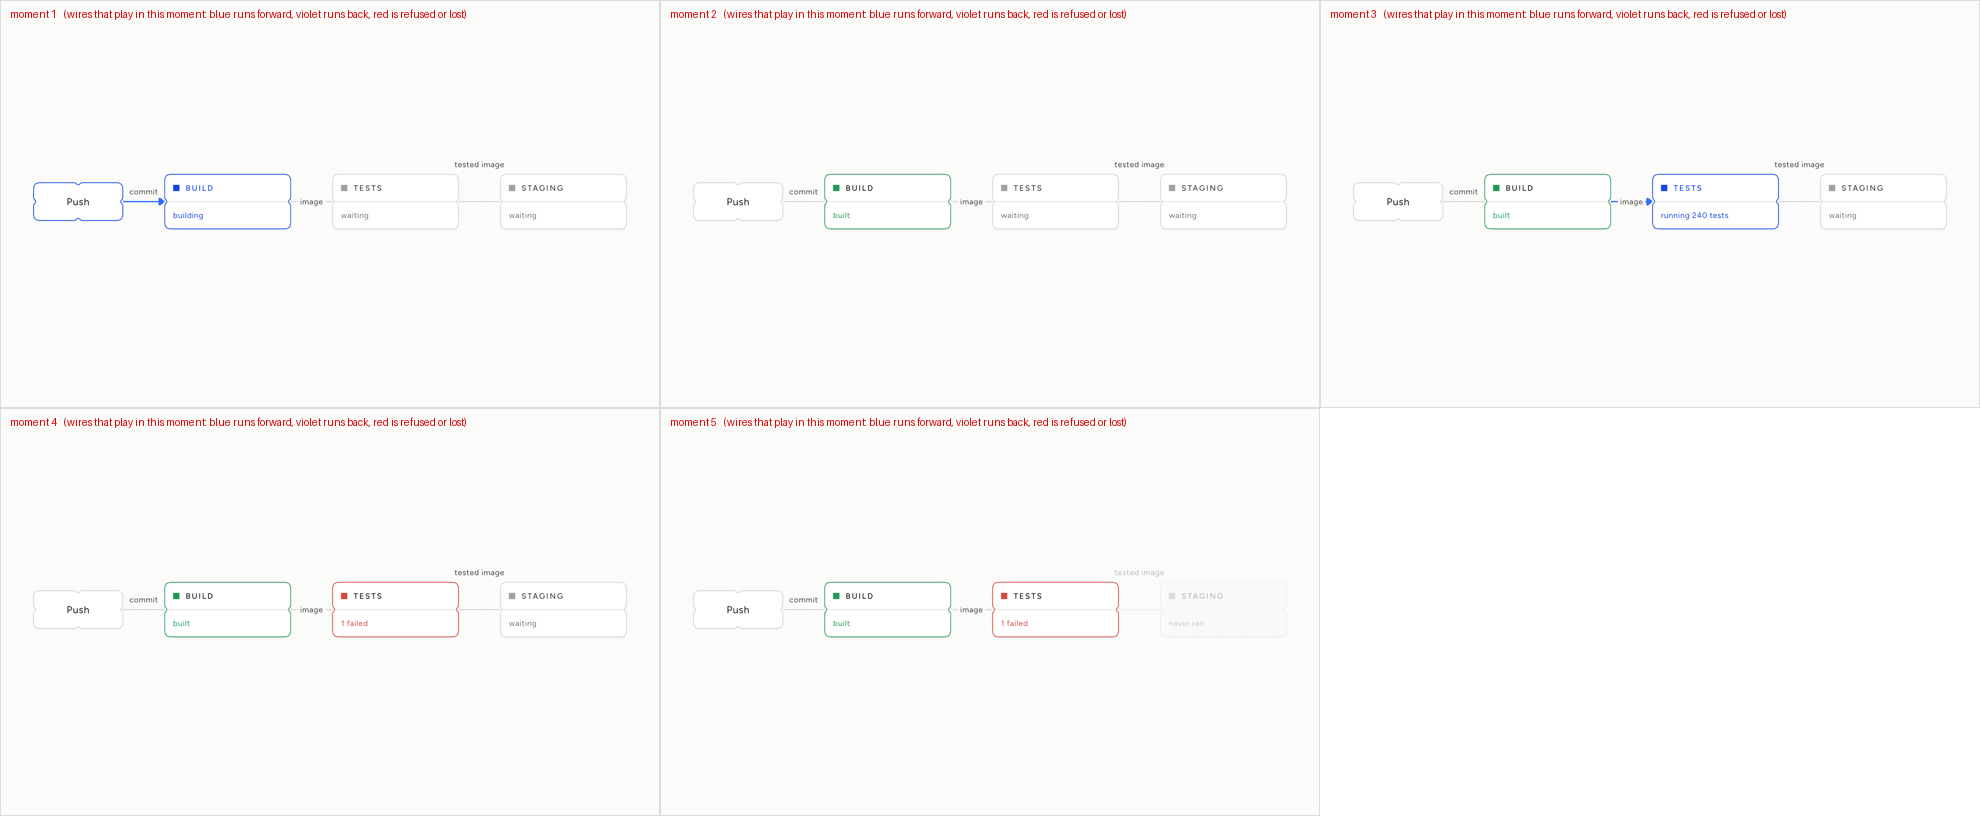 moment 1 (wires that play in this moment: blue runs forward, violet runs back, red is refused or lost)
tested image
Push
commit
BUILD
building
image
TESTS
waiting
STAGING
waiting
moment 2 (wires that play in this moment: blue runs forward, violet runs back, red is refused or lost)
tested image
Push
commit
BUILD
built
image
TESTS
waiting
STAGING
waiting
moment 3 (wires that play in this moment: blue runs forward, violet runs back, red is refused or lost)
tested image
Push
commit
BUILD
built
image
TESTS
running 240 tests
STAGING
waiting
moment 4 (wires that play in this moment: blue runs forward, violet runs back, red is refused or lost)
tested image
Push
commit
BUILD
built
image
TESTS
1 failed
STAGING
waiting
moment 5 (wires that play in this moment: blue runs forward, violet runs back, red is refused or lost)
tested image
Push
commit
BUILD
built
image
TESTS
1 failed
STAGING
never ran